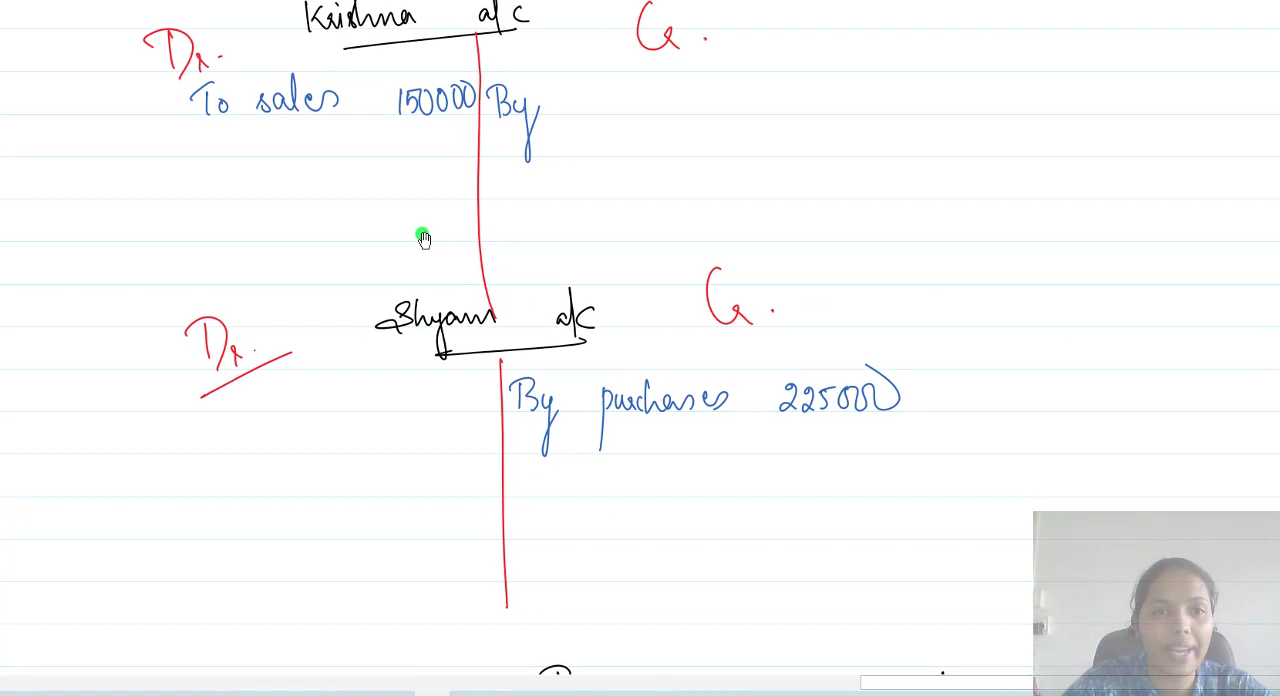 Krishna a/c
Dr. Cr.
To sales 150000 By
Shyam a/c
Dr. Cr.
By purchases 225000